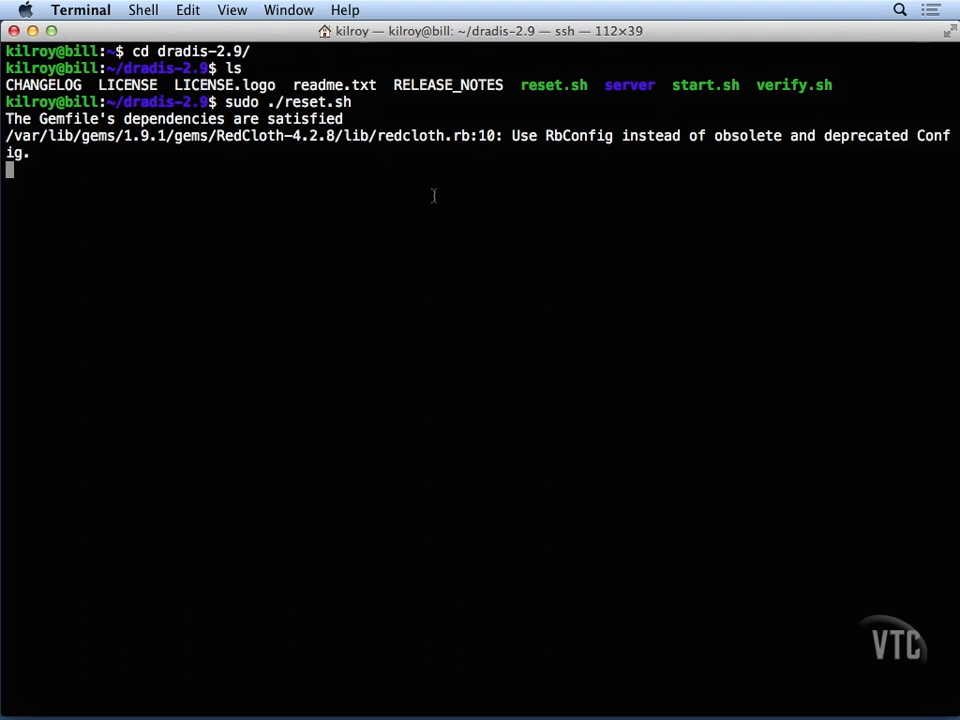 Terminal Shell Edit View Window Help
kilroy — kilroy@bill: ~/dradis-2.9 — ssh — 112×39
kilroy@bill:~$ cd dradis-2.9/
kilroy@bill:~/dradis-2.9$ ls
CHANGELOG LICENSE LICENSE.logo readme.txt RELEASE_NOTES reset.sh server start.sh verify.sh
kilroy@bill:~/dradis-2.9$ sudo ./reset.sh
The Gemfile's dependencies are satisfied
/var/lib/gems/1.9.1/gems/RedCloth-4.2.8/lib/redcloth.rb:10: Use RbConfig instead of obsolete and deprecated Conf
ig.
VTC